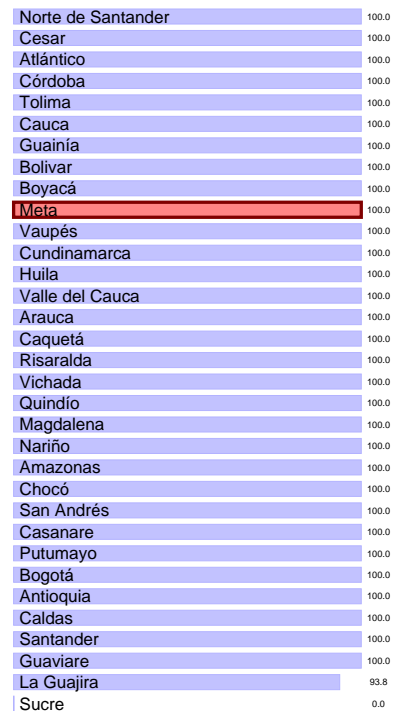 Norte de Santander 100.0
Cesar 100.0
Atlántico 100.0
Córdoba 100.0
Tolima 100.0
Cauca 100.0
Guainía 100.0
Bolivar 100.0
Boyacá 100.0
Meta 100.0
Vaupés 100.0
Cundinamarca 100.0
Huila 100.0
Valle del Cauca 100.0
Arauca 100.0
Caquetá 100.0
Risaralda 100.0
Vichada 100.0
Quindío 100.0
Magdalena 100.0
Nariño 100.0
Amazonas 100.0
Chocó 100.0
San Andrés 100.0
Casanare 100.0
Putumayo 100.0
Bogotá 100.0
Antioquia 100.0
Caldas 100.0
Santander 100.0
Guaviare 100.0
La Guajira 93.8
Sucre 0.0